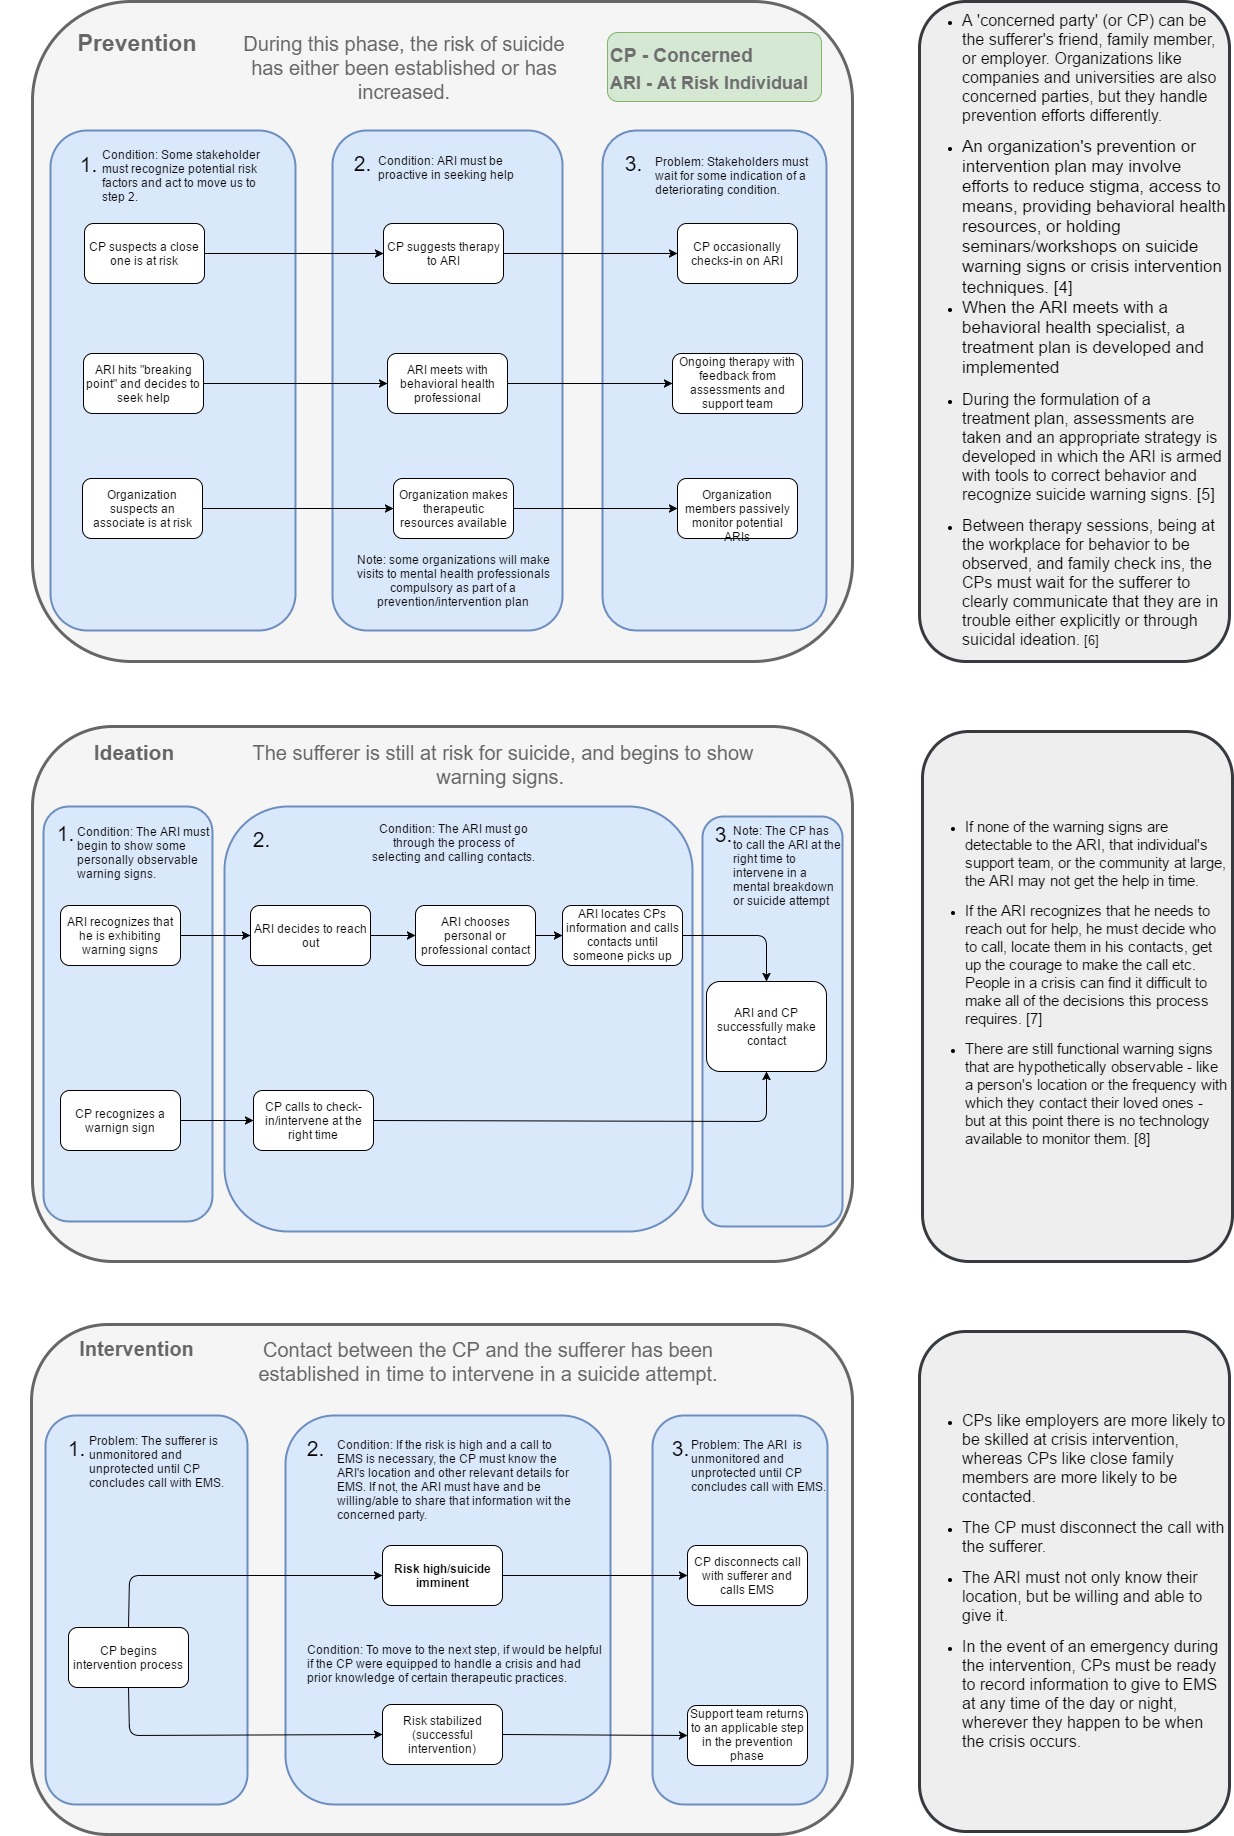 Prevention
During this phase, the risk of suicide
has either been established or has
increased.
CP - Concerned
ARI - At Risk Individual
1.
Condition: Some stakeholder
must recognize potential risk
factors and act to move us to
step 2.
2.
Condition: ARI must be
proactive in seeking help
3.
Problem: Stakeholders must
wait for some indication of a
deteriorating condition.
CP suspects a close
one is at risk
CP suggests therapy
to ARI
CP occasionally
checks-in on ARI
ARI hits "breaking
point" and decides to
seek help
ARI meets with
behavioral health
professional
Ongoing therapy with
feedback from
assessments and
support team
Organization
suspects an
associate is at risk
Organization makes
therapeutic
resources available
Organization
members passively
monitor potential
ARIs
Note: some organizations will make
visits to mental health professionals
compulsory as part of a
prevention/intervention plan
• A 'concerned party' (or CP) can be
the sufferer's friend, family member,
or employer. Organizations like
companies and universities are also
concerned parties, but they handle
prevention efforts differently.
• An organization's prevention or
intervention plan may involve
efforts to reduce stigma, access to
means, providing behavioral health
resources, or holding
seminars/workshops on suicide
warning signs or crisis intervention
techniques. [4]
• When the ARI meets with a
behavioral health specialist, a
treatment plan is developed and
implemented
• During the formulation of a
treatment plan, assessments are
taken and an appropriate strategy is
developed in which the ARI is armed
with tools to correct behavior and
recognize suicide warning signs. [5]
• Between therapy sessions, being at
the workplace for behavior to be
observed, and family check ins, the
CPs must wait for the sufferer to
clearly communicate that they are in
trouble either explicitly or through
suicidal ideation. [6]
Ideation
The sufferer is still at risk for suicide, and begins to show
warning signs.
1.
Condition: The ARI must
begin to show some
personally observable
warning signs.
2.
Condition: The ARI must go
through the process of
selecting and calling contacts.
3.
Note: The CP has
to call the ARI at the
right time to
intervene in a
mental breakdown
or suicide attempt
ARI recognizes that
he is exhibiting
warning signs
ARI decides to reach
out
ARI chooses
personal or
professional contact
ARI locates CPs
information and calls
contacts until
someone picks up
ARI and CP
successfully make
contact
CP recognizes a
warnign sign
CP calls to check-
in/intervene at the
right time
• If none of the warning signs are
detectable to the ARI, that individual's
support team, or the community at large,
the ARI may not get the help in time.
• If the ARI recognizes that he needs to
reach out for help, he must decide who
to call, locate them in his contacts, get
up the courage to make the call etc.
People in a crisis can find it difficult to
make all of the decisions this process
requires. [7]
• There are still functional warning signs
that are hypothetically observable - like
a person's location or the frequency with
which they contact their loved ones -
but at this point there is no technology
available to monitor them. [8]
Intervention
Contact between the CP and the sufferer has been
established in time to intervene in a suicide attempt.
1.
Problem: The sufferer is
unmonitored and
unprotected until CP
concludes call with EMS.
2.
Condition: If the risk is high and a call to
EMS is necessary, the CP must know the
ARI's location and other relevant details for
EMS. If not, the ARI must have and be
willing/able to share that information wit the
concerned party.
3.
Problem: The ARI is
unmonitored and
unprotected until CP
concludes call with EMS.
Risk high/suicide
imminent
CP disconnects call
with sufferer and
calls EMS
CP begins
intervention process
Condition: To move to the next step, if would be helpful
if the CP were equipped to handle a crisis and had
prior knowledge of certain therapeutic practices.
Risk stabilized
(successful
intervention)
Support team returns
to an applicable step
in the prevention
phase
• CPs like employers are more likely to
be skilled at crisis intervention,
whereas CPs like close family
members are more likely to be
contacted.
• The CP must disconnect the call with
the sufferer.
• The ARI must not only know their
location, but be willing and able to
give it.
• In the event of an emergency during
the intervention, CPs must be ready
to record information to give to EMS
at any time of the day or night,
wherever they happen to be when
the crisis occurs.